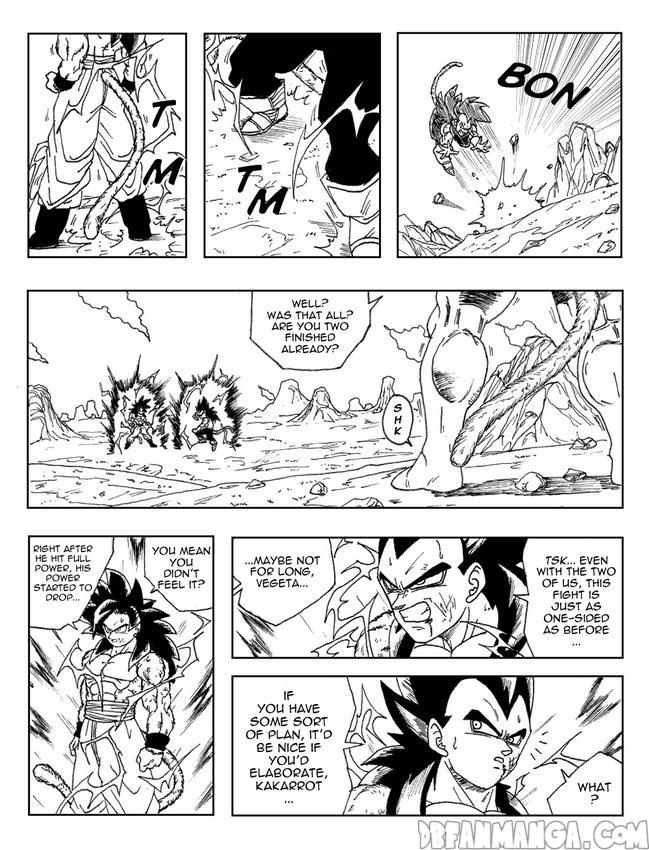 BON
TM
TM
WELL?
WAS THAT ALL?
ARE YOU TWO
FINISHED
ALREADY?
SHK
TSK... EVEN
WITH THE TWO
OF US, THIS
FIGHT IS
JUST AS
ONE-SIDED
AS BEFORE
...
...MAYBE NOT
FOR LONG,
VEGETA...
WHAT
?
IF
YOU HAVE
SOME SORT
OF PLAN, IT'D
BE NICE IF
YOU'D
ELABORATE,
KAKARROT
...
YOU MEAN
YOU
DIDN'T
FEEL IT?
RIGHT AFTER
HE HIT FULL
POWER, HIS
POWER
STARTED TO
DROP...
DBFANMANGA.COM